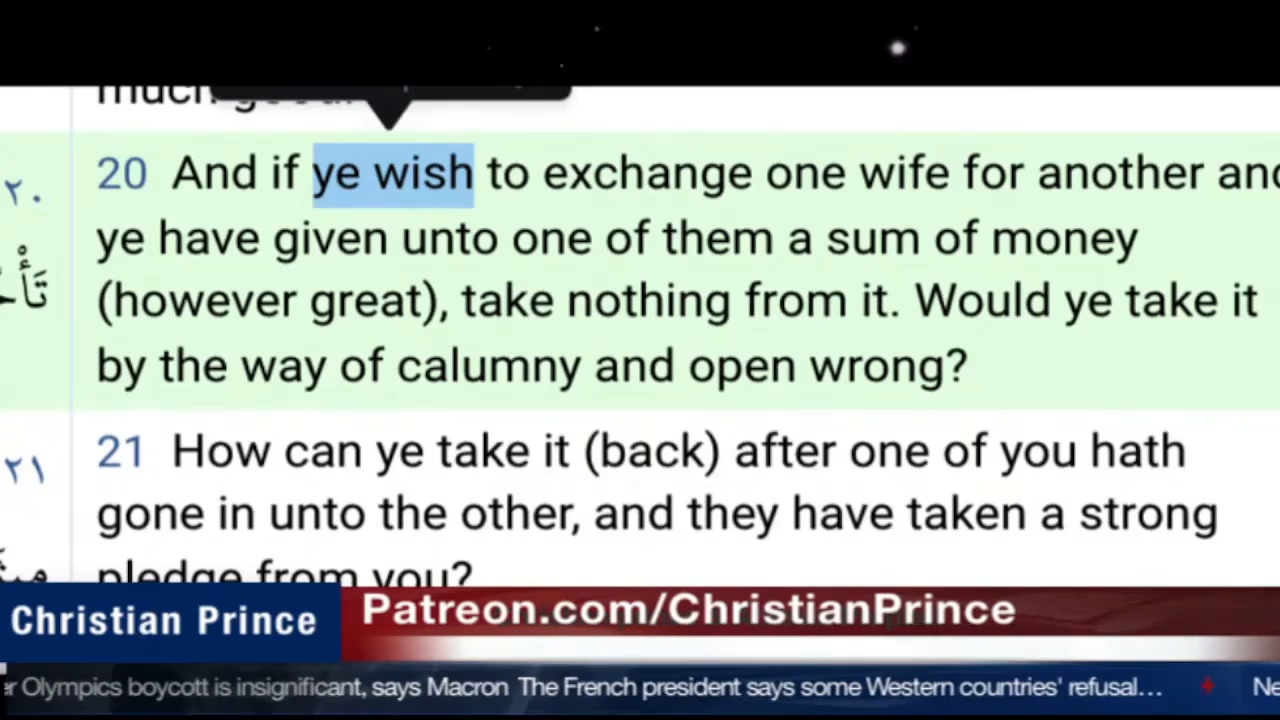 20 And if ye wish to exchange one wife for another and
٢٠
ye have given unto one of them a sum of money
(however great), take nothing from it. Would ye take it
by the way of calumny and open wrong?
21 How can ye take it (back) after one of you hath
٢١
gone in unto the other, and they have taken a strong
pledge from you?
Christian Prince
Patreon.com/ChristianPrince
Olympics boycott is insignificant, says Macron The French president says some Western countries' refusal...